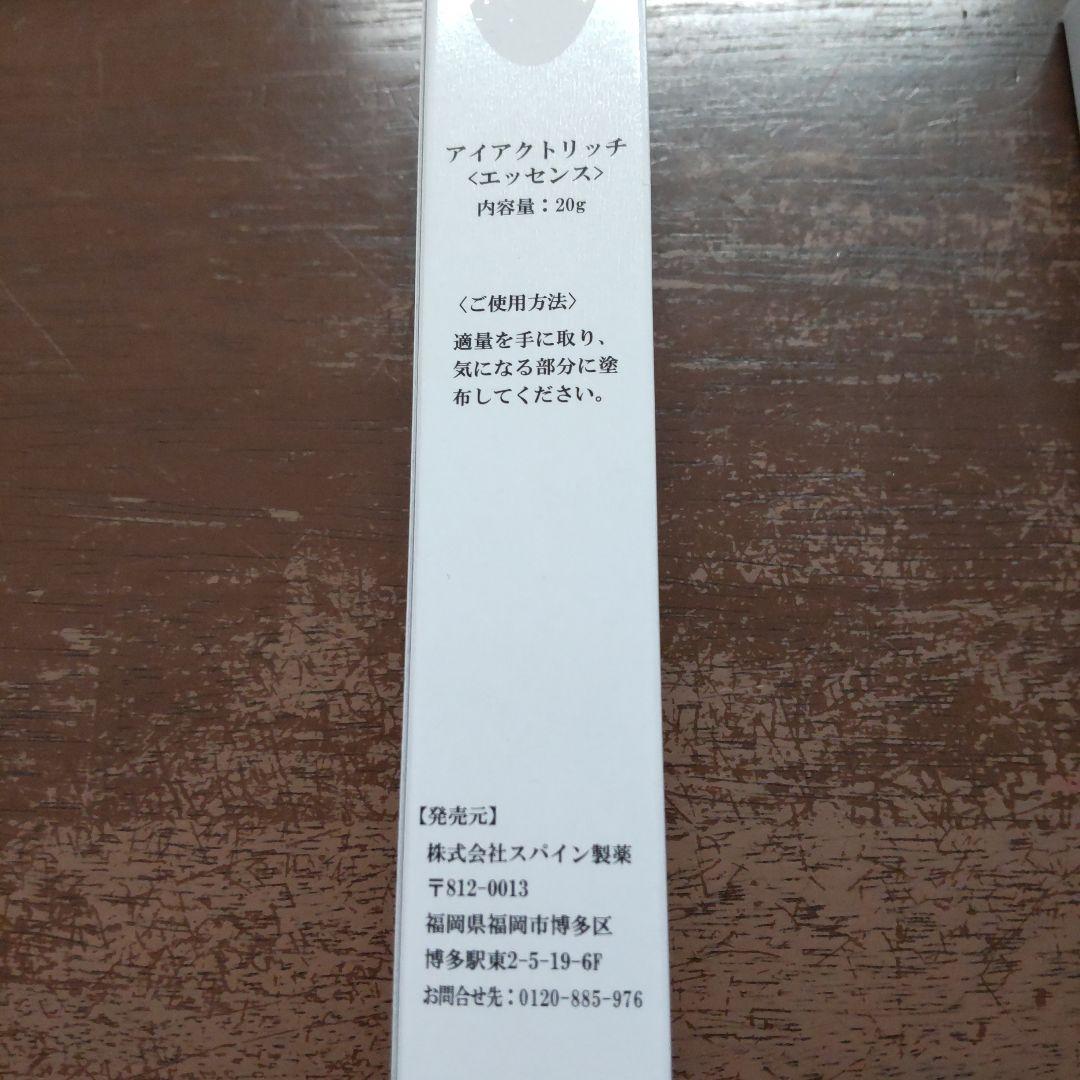 アイアクトリッチ
<エッセンス>
内容量：20g
〈ご使用方法〉
適量を手に取り、
気になる部分に塗
布してください。
【発売元】
株式会社スパイン製薬
〒812-0013
福岡県福岡市博多区
博多駅東2-5-19-6F
お問合せ先：0120-885-976